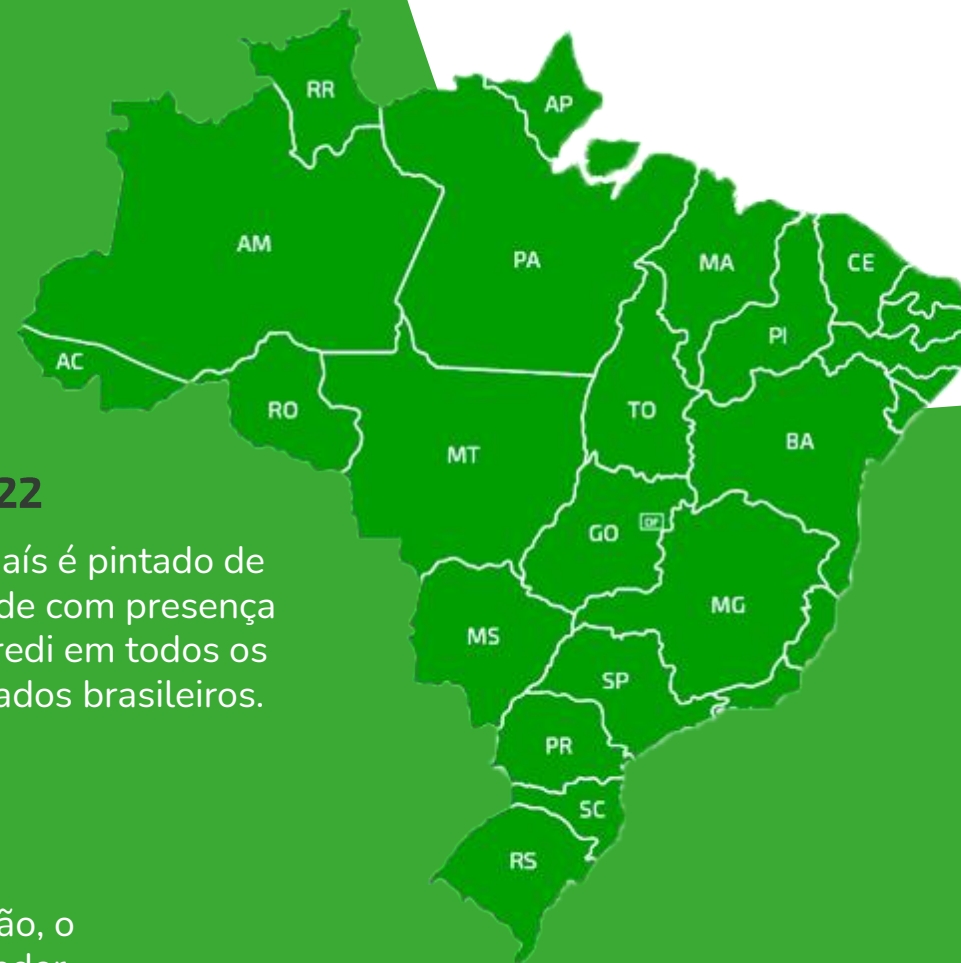 RR
AP
AM
PA
MA
CE
PI
AC
RO
TO
MT
BA
22
GO
DF
aís é pintado de
de com presença
MG
MS
redi em todos os
SP
ados brasileiros.
PR
SC
RS
ão, o